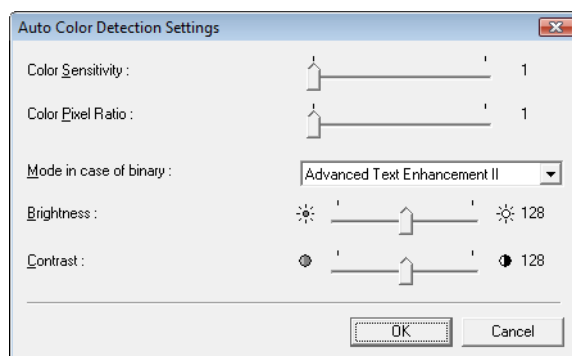 Auto Color Detection Settings
Color Sensitivity : 1
Color Pixel Ratio : 1
Mode in case of binary : Advanced Text Enhancement II
Brightness : 128
Contrast : 128
OK Cancel